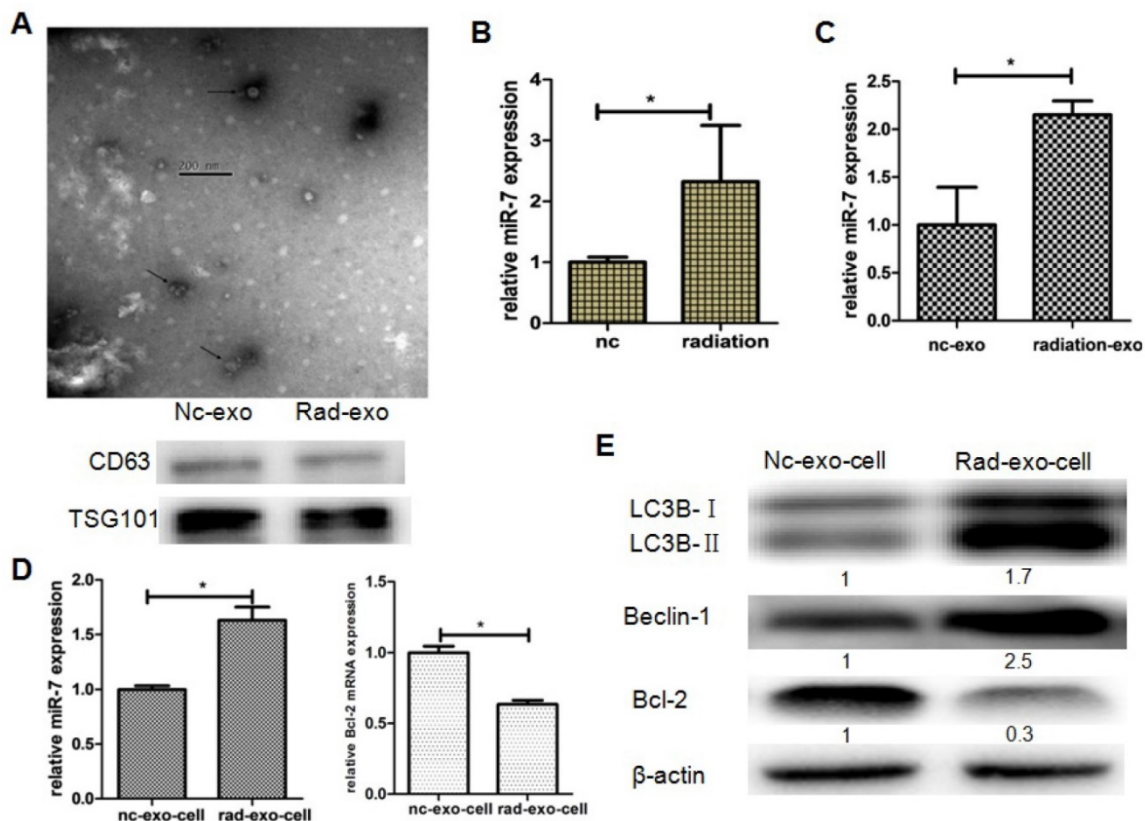 A
200 nm
Nc-exo Rad-exo
CD63
TSG101
B
relative miR-7 expression
4
3
2
1
0
*
nc radiation
C
relative miR-7 expression
2.5
2.0
1.5
1.0
0.5
0.0
*
nc-exo radiation-exo
D
relative miR-7 expression
2.0
1.5
1.0
0.5
0.0
*
nc-exo-cell rad-exo-cell
relative Bcl-2 mRNA expression
1.5
1.0
0.5
0.0
*
nc-exo-cell rad-exo-cell
E
Nc-exo-cell Rad-exo-cell
LC3B-Ⅰ
LC3B-Ⅱ
1 1.7
Beclin-1
1 2.5
Bcl-2
1 0.3
β-actin